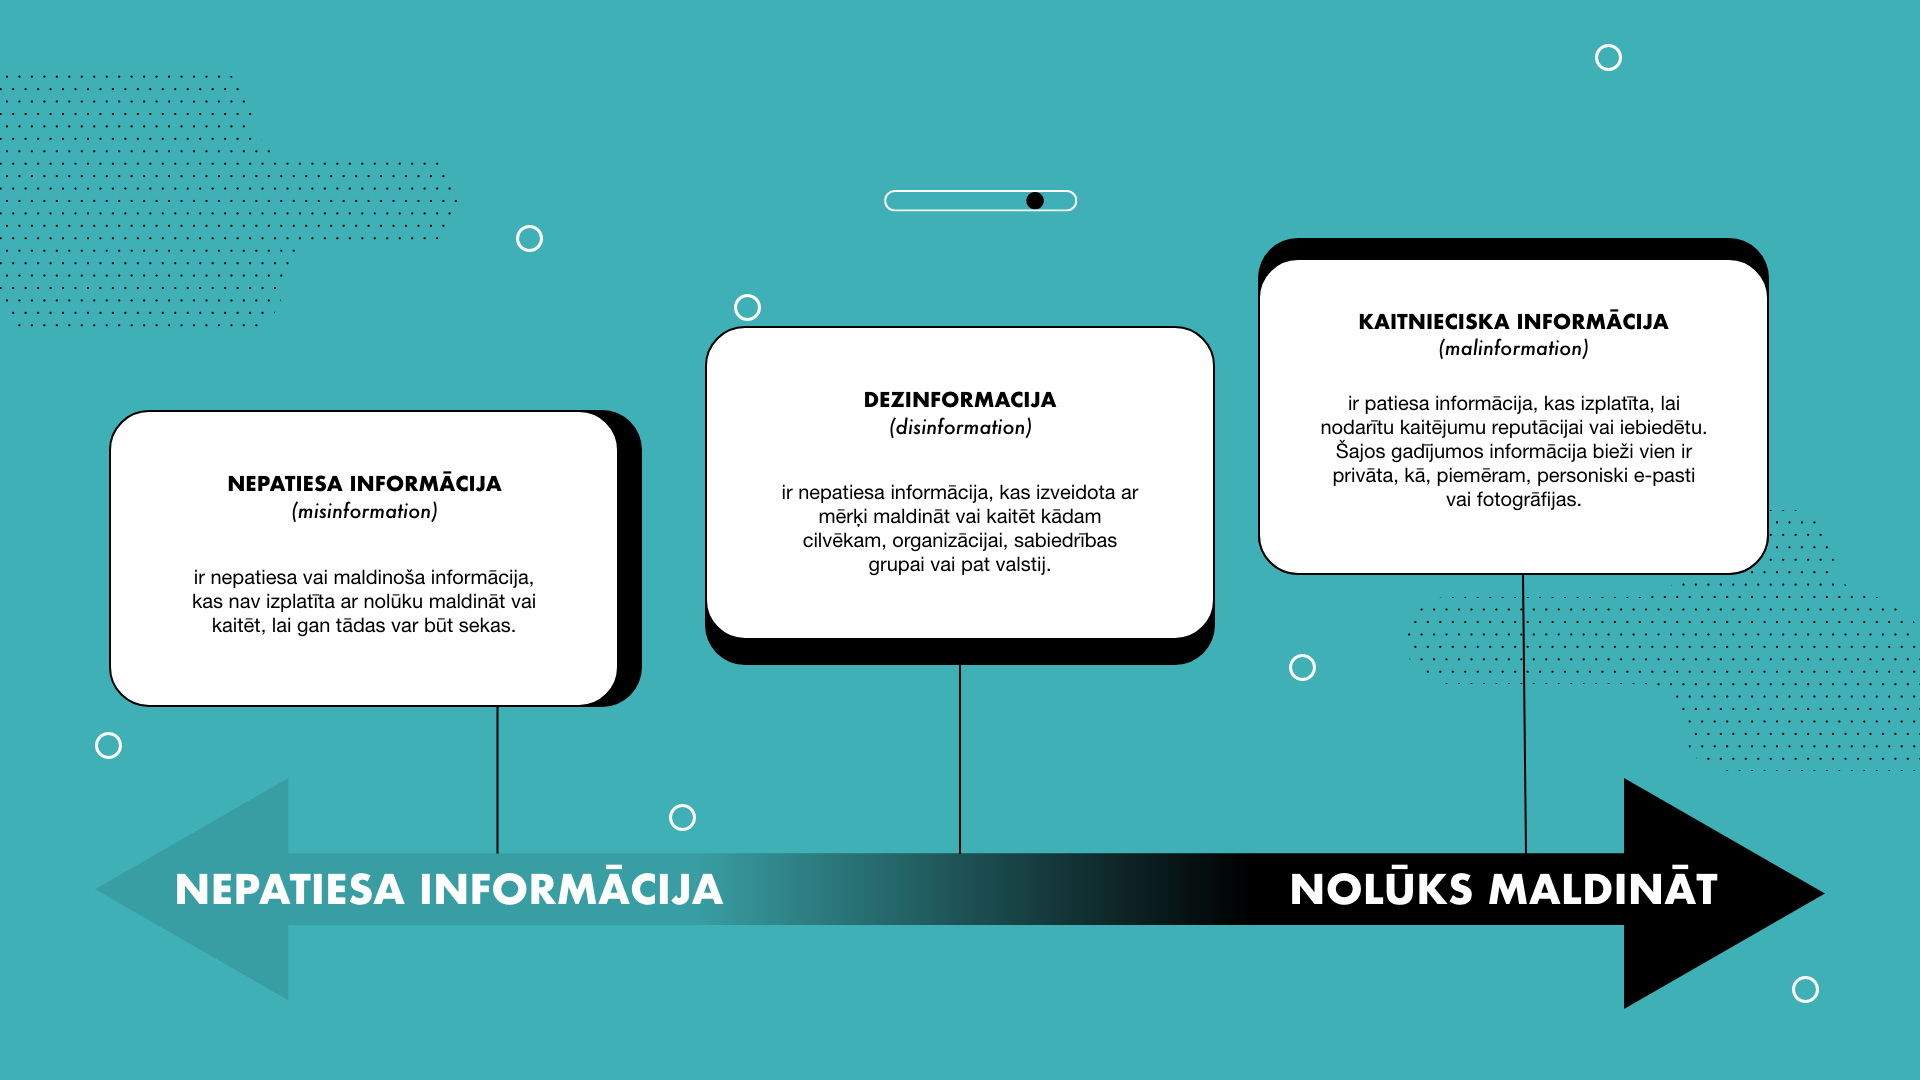 NEPATIESA INFORMĀCIJA
(misinformation)
ir nepatiesa vai maldinoša informācija,
kas nav izplatīta ar nolūku maldināt vai
kaitēt, lai gan tādas var būt sekas.
DEZINFORMACIJA
(disinformation)
ir nepatiesa informācija, kas izveidota ar
mērķi maldināt vai kaitēt kādam
cilvēkam, organizācijai, sabiedrības
grupai vai pat valstij.
KAITNIECISKA INFORMĀCIJA
(malinformation)
ir patiesa informācija, kas izplatīta, lai
nodarītu kaitējumu reputācijai vai iebiedētu.
Šajos gadījumos informācija bieži vien ir
privāta, kā, piemēram, personiski e-pasti
vai fotogrāfijas.
NEPATIESA INFORMĀCIJA
NOLŪKS MALDINĀT